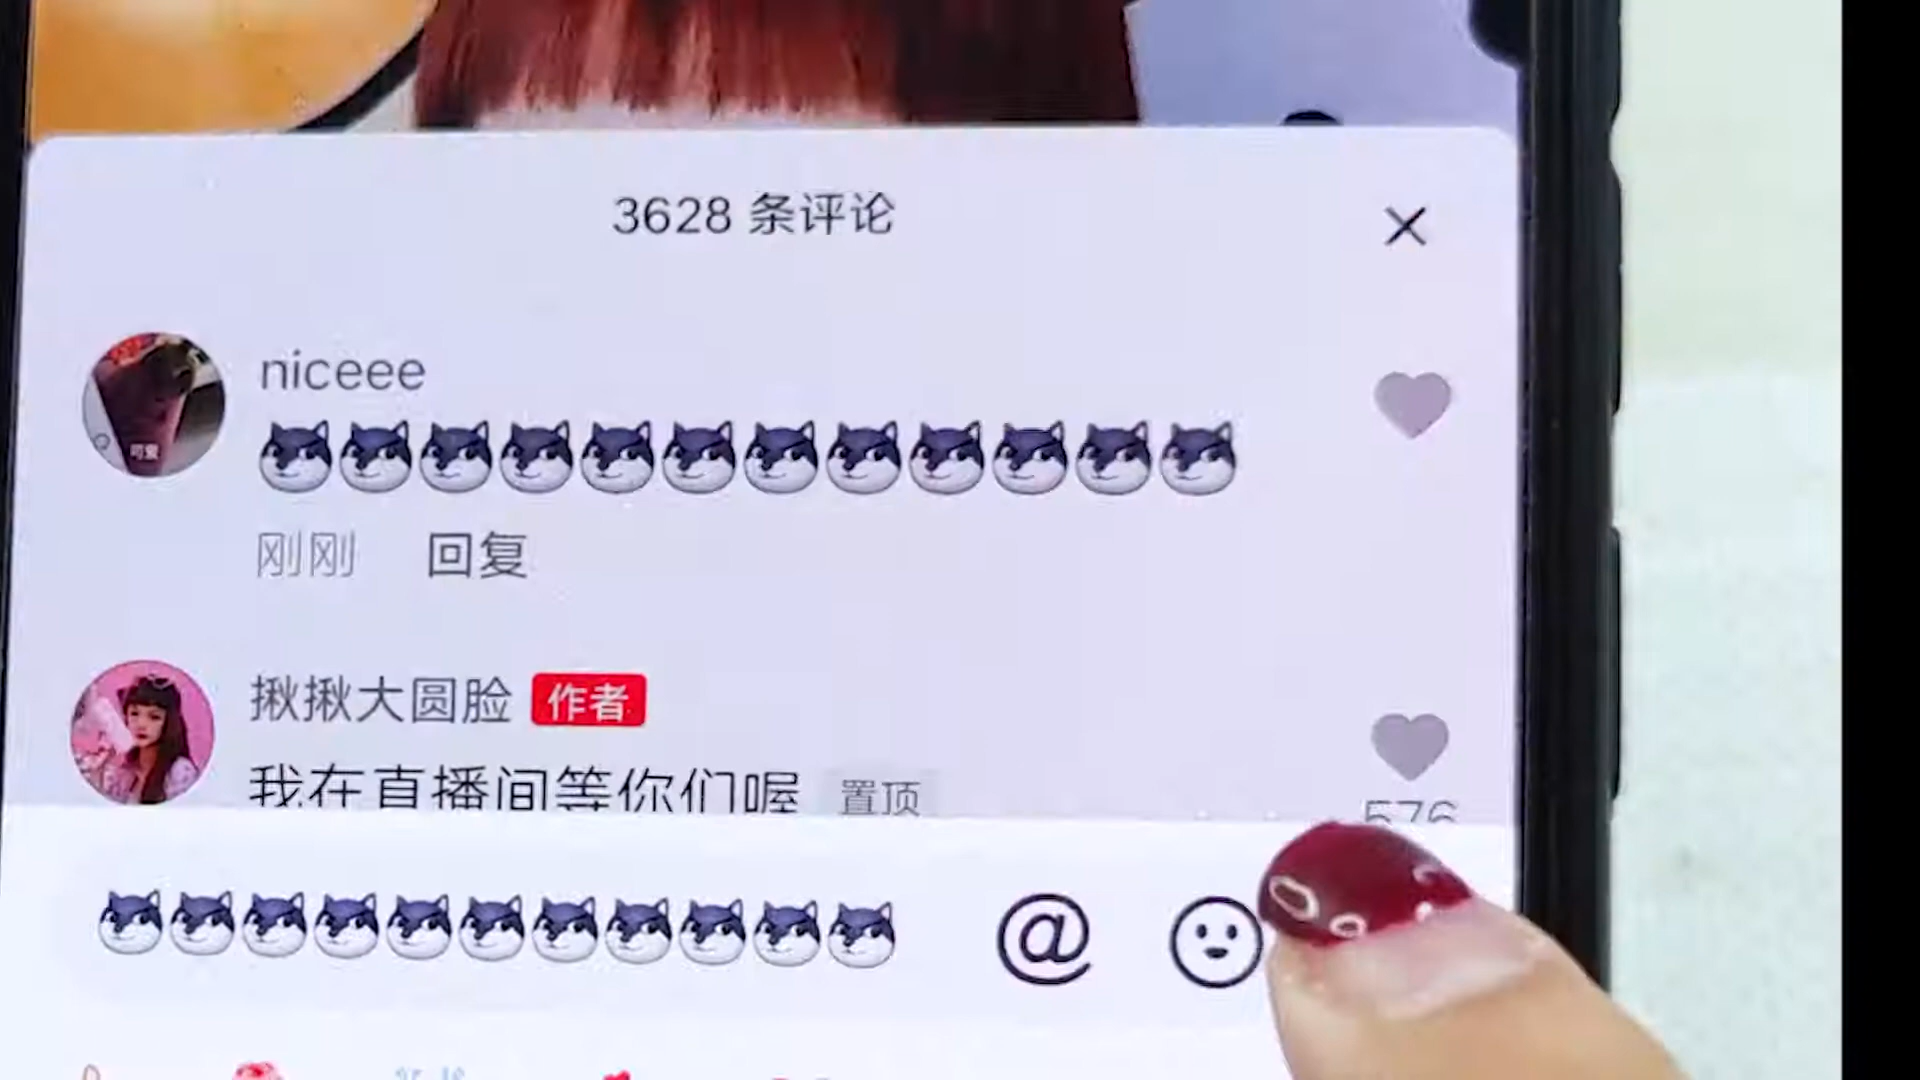 3628 条评论
niceee
刚刚 回复
揪揪大圆脸 作者
我在直播间等你们喔 置顶
576
@